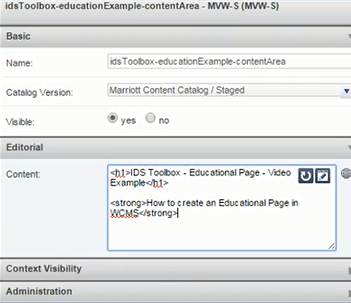 idsToolbox-educationExample-contentArea - MVW-S (MVW-S)
Basic
Name: idsToolbox-educationExample-contentArea
Catalog Version: Marriott Content Catalog / Staged
Visible: yes no
Editorial
Content: <h1>IDS Toolbox - Educational Page - Video
Example</h1>
<strong>How to create an Educational Page in
WCMS</strong>
Context Visibility
Administration